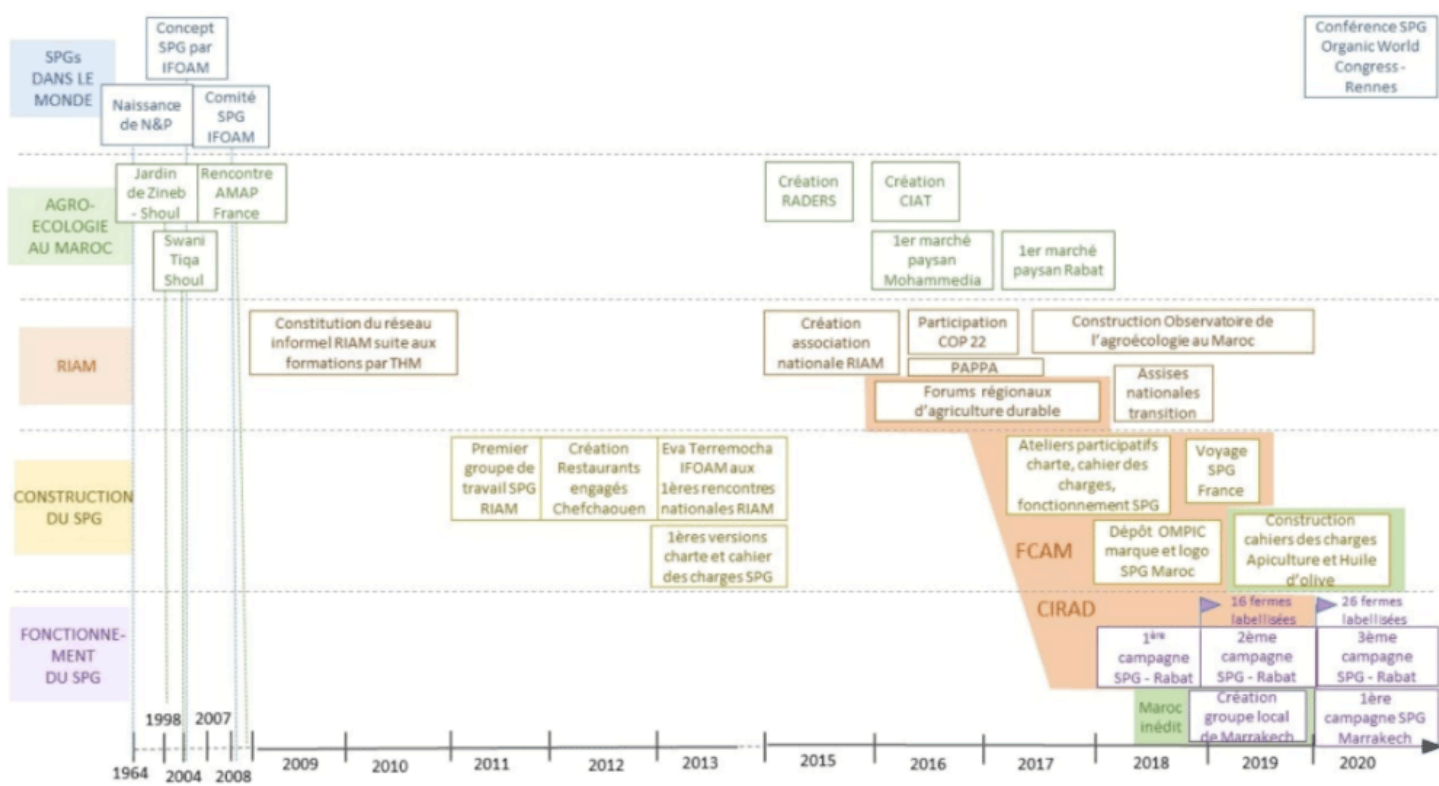 SPGs
DANS LE
MONDE
Concept
SPG par
IFOAM
Naissance
de N&P
Comité
SPG
IFOAM
Conférence SPG
Organic World
Congress -
Rennes
AGRO-
ECOLOGIE
AU MAROC
Jardin
de Zineb
- Shoul
Rencontre
AMAP
France
Swani
Tiqa
Shoul
Création
RADERS
Création
CIAT
1er marché
paysan
Mohammedia
1er marché
paysan Rabat
RIAM
Constitution du réseau
informel RIAM suite aux
formations par THM
Création
association
nationale RIAM
Participation
COP 22
PAPPA
Construction Observatoire de
l'agroécologie au Maroc
Forums régionaux
d'agriculture durable
Assises
nationales
transition
CONSTRUCTION
DU SPG
Premier
groupe de
travail SPG
RIAM
Création
Restaurants
engagés
Chefchaouen
Eva Terremocha
IFOAM aux
1ères rencontres
nationales RIAM
1ères versions
charte et cahier
des charges SPG
Ateliers participatifs
charte, cahier des
charges,
fonctionnement SPG
Voyage
SPG
France
FCAM
Dépôt OMPIC
marque et logo
SPG Maroc
Construction
cahiers des charges
Apiculture et Huile
d'olive
FONCTIONNE-
MENT
DU SPG
CIRAD
16 fermes
labellisées
26 fermes
labellisées
1ère
campagne
SPG - Rabat
2ème
campagne
SPG - Rabat
3ème
campagne
SPG - Rabat
Maroc
inédit
Création
groupe local
de Marrakech
1ère
campagne SPG
Marrakech
1998
2007
1964
2004
2008
2009
2010
2011
2012
2013
2015
2016
2017
2018
2019
2020